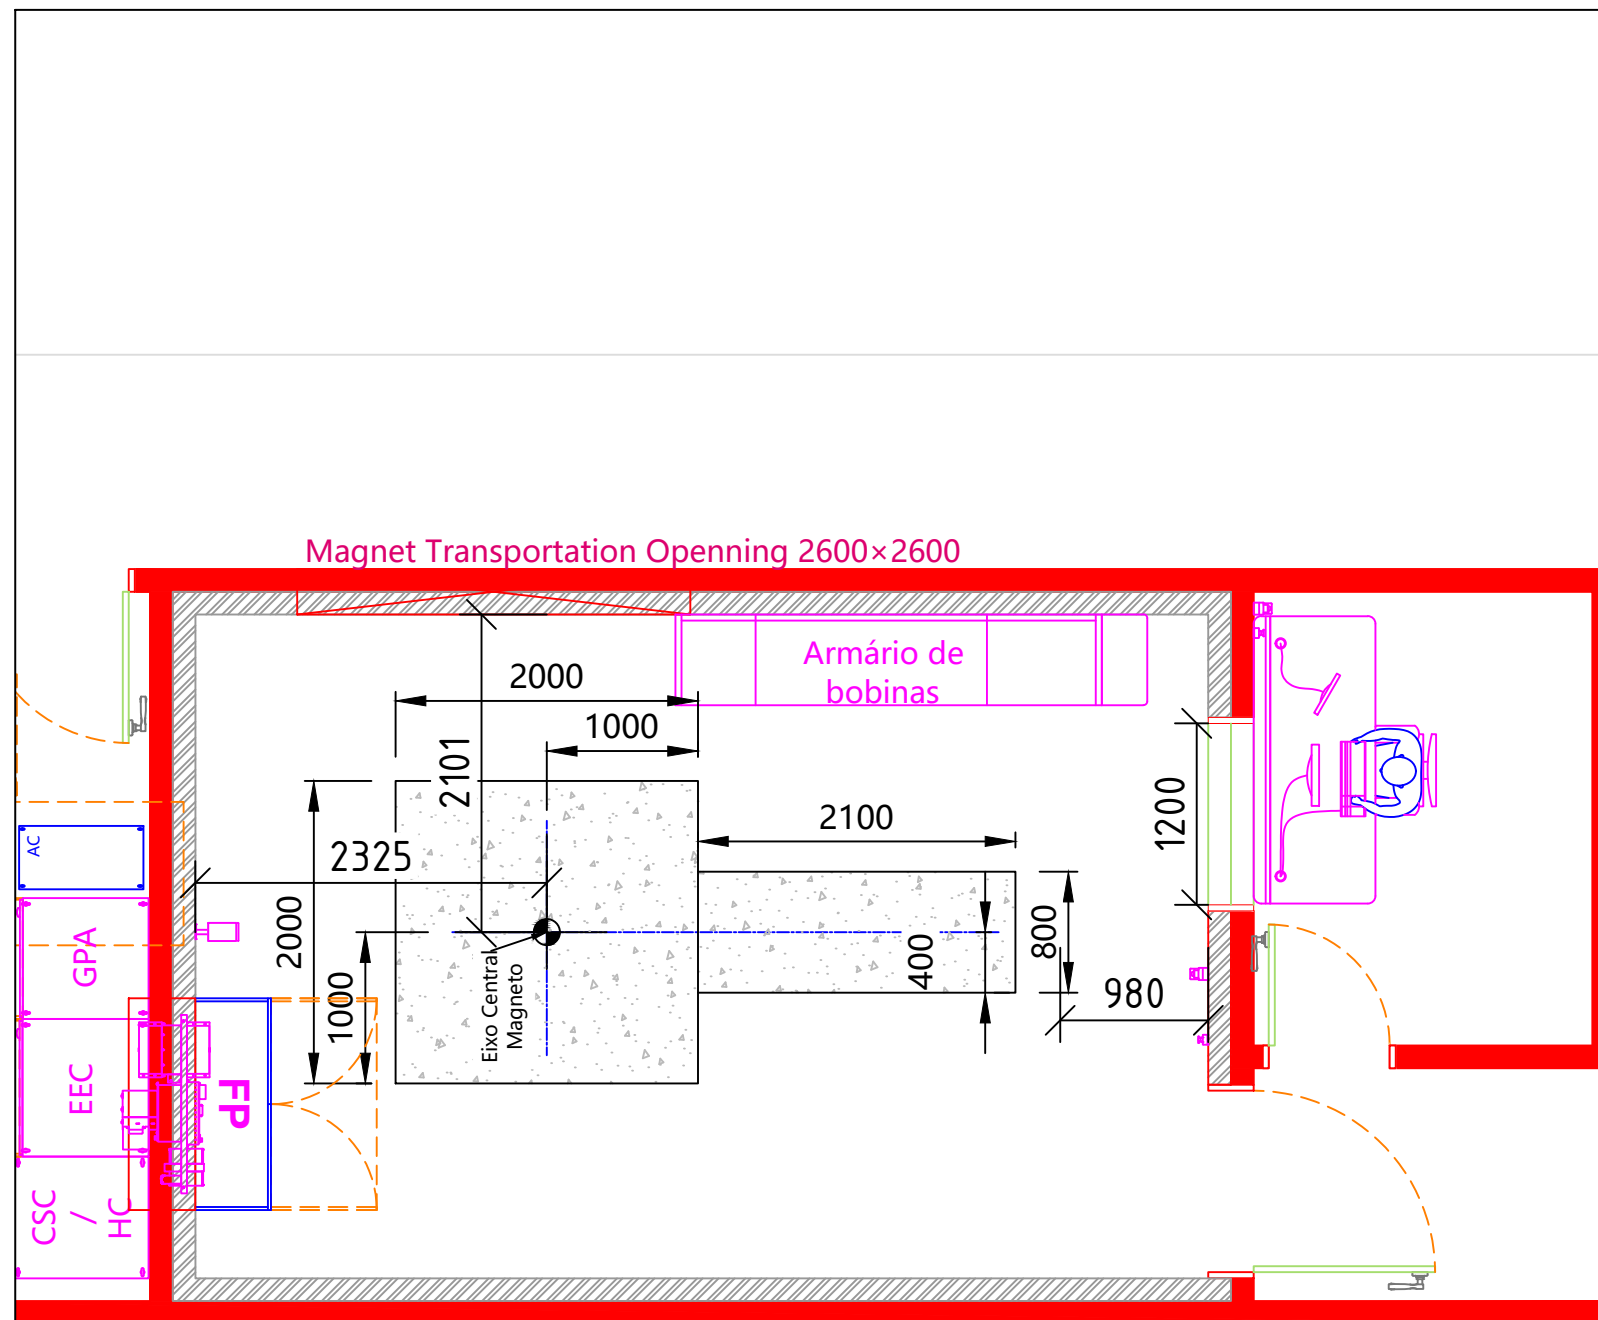 Magnet Transportation Openning 2600×2600
Armário de
bobinas
2000
1000
2101
2100
1200
AC
2325
2000
1000
GPA
Eixo Central
Magneto
400
800
980
EEC
FP
CSC
/
HC